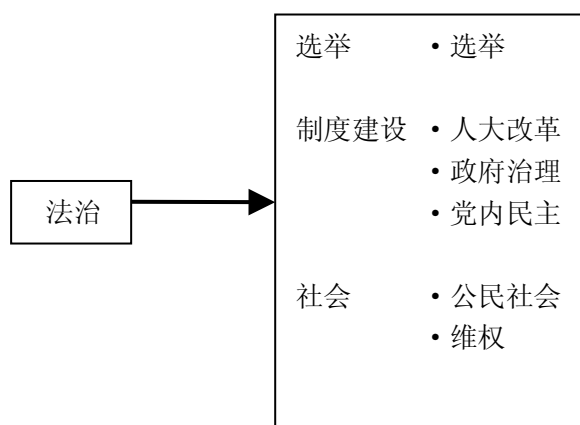 选举 ·选举
制度建设 ·人大改革
·政府治理
法治
·党内民主
社会 ·公民社会
·维权